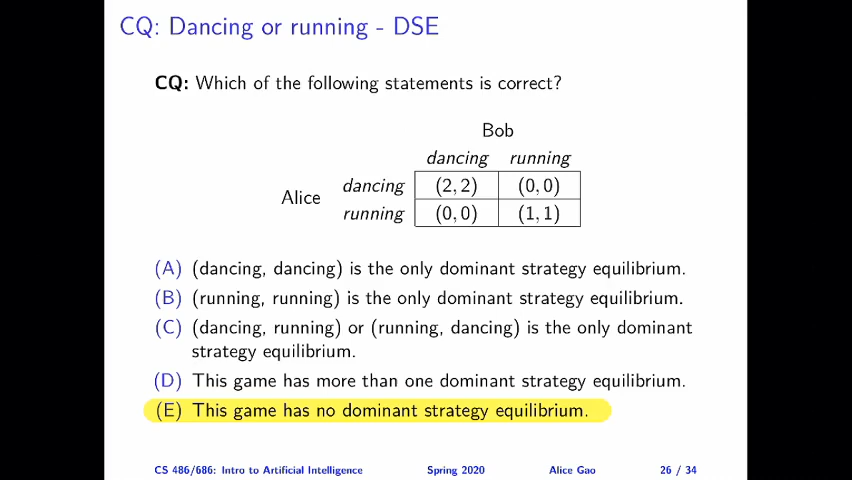 CQ: Dancing or running - DSE
CQ: Which of the following statements is correct?
Bob
dancing running
Alice
dancing (2, 2) (0, 0)
running (0, 0) (1, 1)
(A) (dancing, dancing) is the only dominant strategy equilibrium.
(B) (running, running) is the only dominant strategy equilibrium.
(C) (dancing, running) or (running, dancing) is the only dominant
strategy equilibrium.
(D) This game has more than one dominant strategy equilibrium.
(E) This game has no dominant strategy equilibrium.
CS 486/686: Intro to Artificial Intelligence Spring 2020 Alice Gao 26 / 34